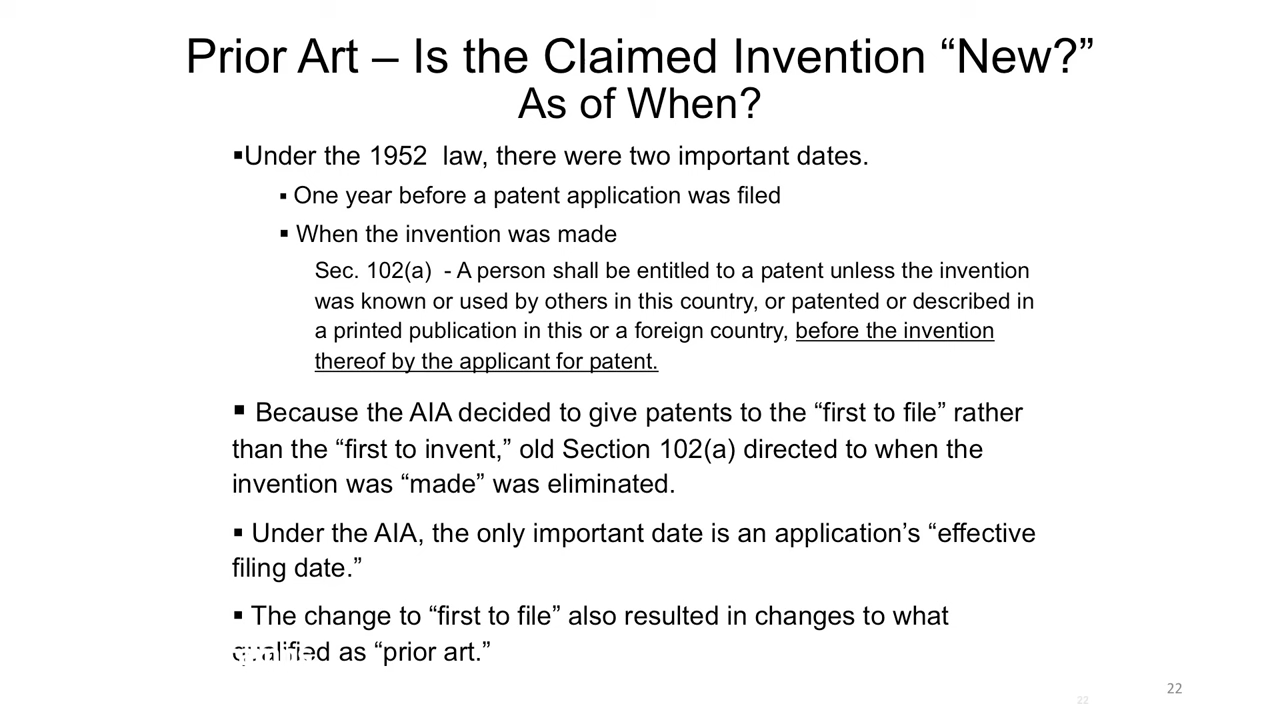 Prior Art – Is the Claimed Invention “New?”
As of When?
▪Under the 1952  law, there were two important dates.
▪ One year before a patent application was filed
▪ When the invention was made
Sec. 102(a)  - A person shall be entitled to a patent unless the invention
was known or used by others in this country, or patented or described in
a printed publication in this or a foreign country, before the invention
thereof by the applicant for patent.
▪ Because the AIA decided to give patents to the “first to file” rather
than the “first to invent,” old Section 102(a) directed to when the
invention was “made” was eliminated.
▪ Under the AIA, the only important date is an application’s “effective
filing date.”
▪ The change to “first to file” also resulted in changes to what
qualified as “prior art.”
22
22